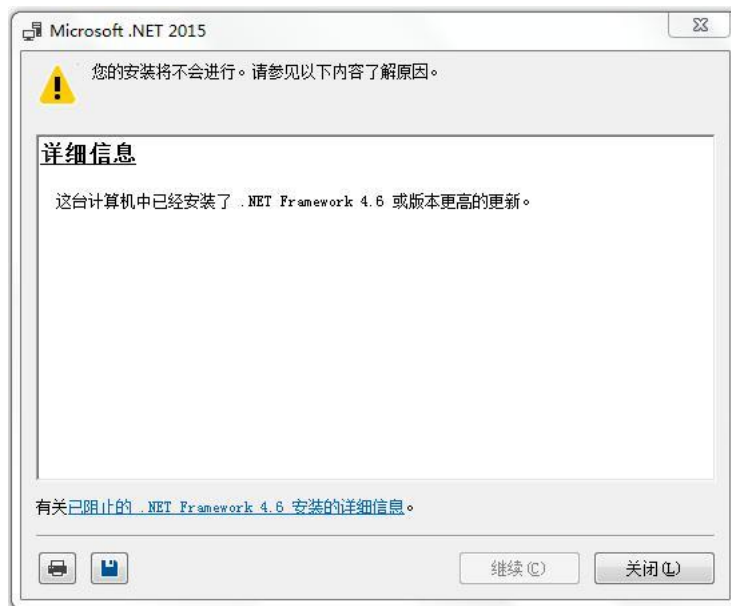 Microsoft .NET 2015
您的安装将不会进行。请参见以下内容了解原因。
详细信息
这台计算机中已经安装了 .NET Framework 4.6 或版本更高的更新。
有关已阻止的 .NET Framework 4.6 安装的详细信息。
继续(C)
关闭(L)